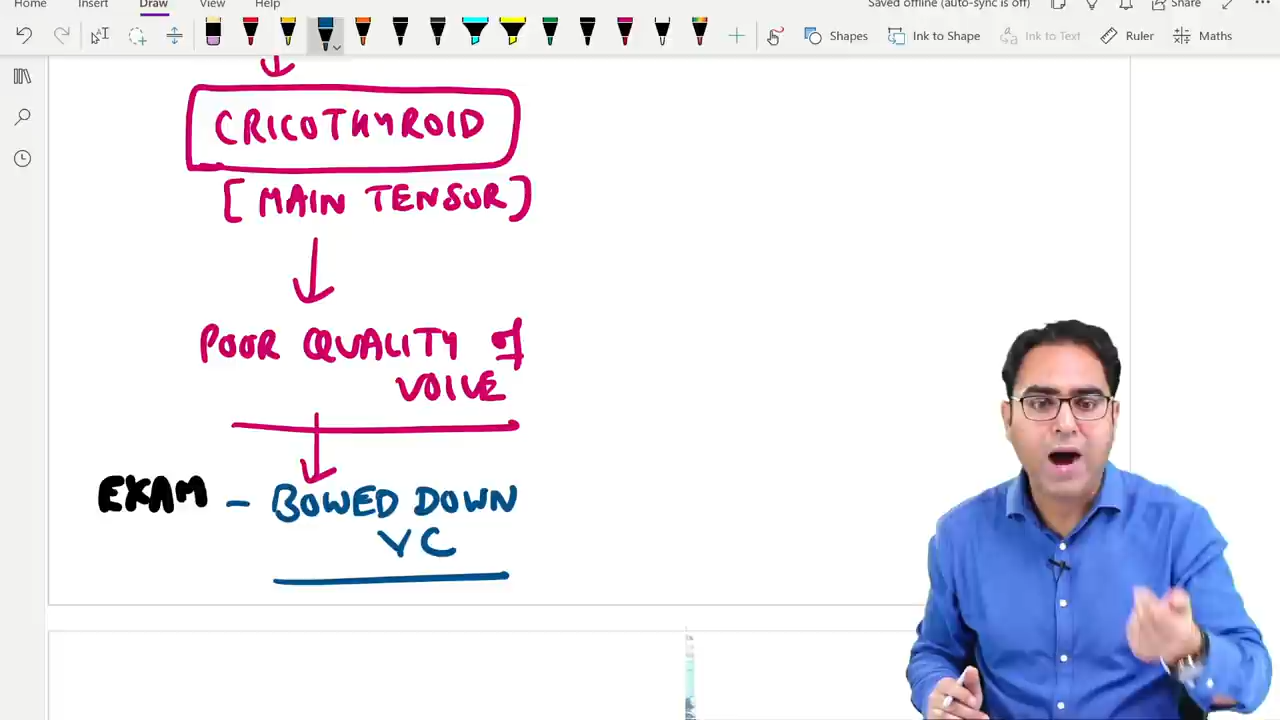 Home Insert Draw View Help Saved offline (auto-sync is off) Share
Shapes Ink to Shape Ink to Text Ruler Maths
CRICOTHYROID
[MAIN TENSOR]
POOR QUALITY of
VOICE
EXAM - BOWED DOWN
VC